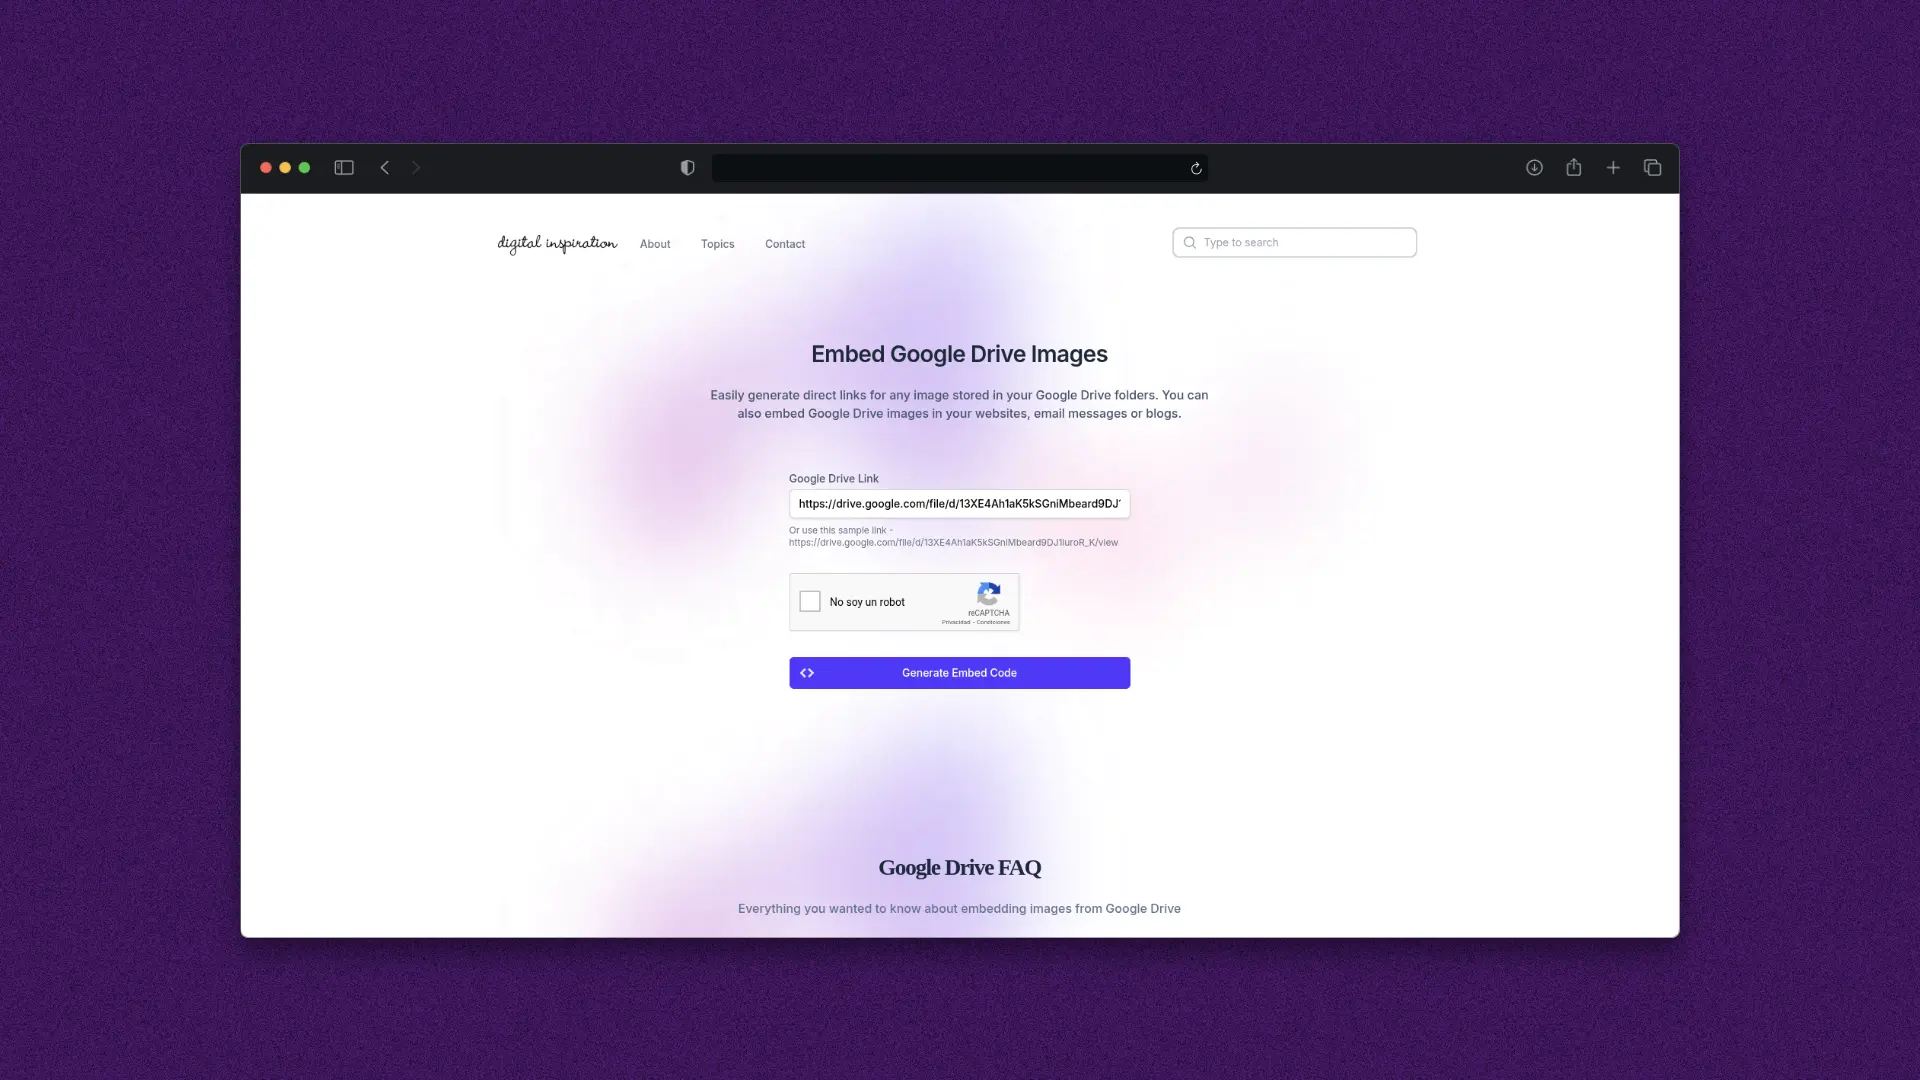 digital inspiration About Topics Contact Type to search
Embed Google Drive Images
Easily generate direct links for any image stored in your Google Drive folders. You can
also embed Google Drive images in your websites, email messages or blogs.
Google Drive Link
https://drive.google.com/file/d/13XE4Ah1aK5kSGniMbeard9DJ1
Or use this sample link -
https://drive.google.com/file/d/13XE4Ah1aK5kSGniMbeard9DJ1luroR_K/view
No soy un robot
reCAPTCHA
Privacidad - Condiciones
Generate Embed Code
Google Drive FAQ
Everything you wanted to know about embedding images from Google Drive